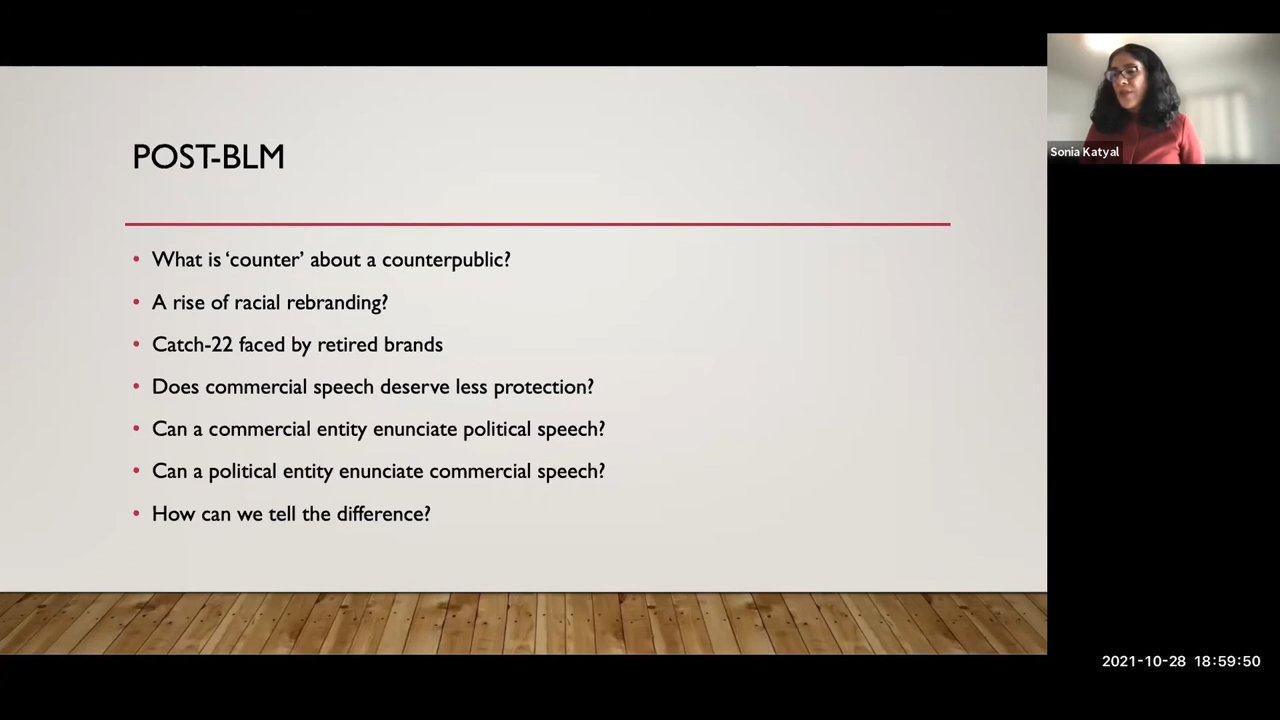 POST-BLM
• What is ‘counter’ about a counterpublic?
• A rise of racial rebranding?
• Catch-22 faced by retired brands
• Does commercial speech deserve less protection?
• Can a commercial entity enunciate political speech?
• Can a political entity enunciate commercial speech?
• How can we tell the difference?
Sonia Katyal
2021-10-28 18:59:50